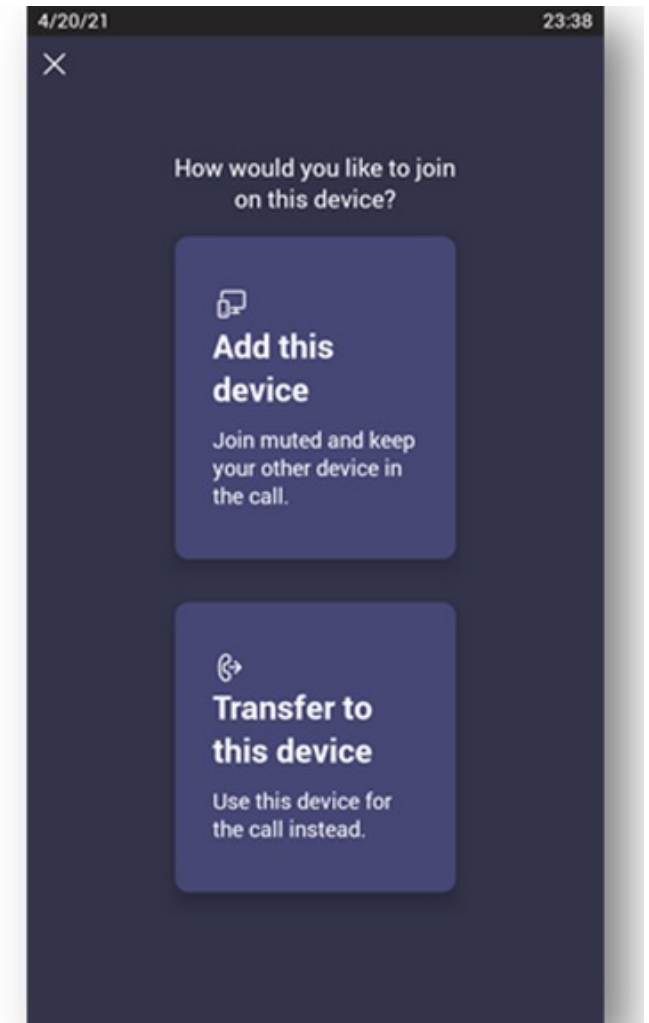 4/20/21 23:38
How would you like to join
on this device?
Add this
device
Join muted and keep
your other device in
the call.
Transfer to
this device
Use this device for
the call instead.